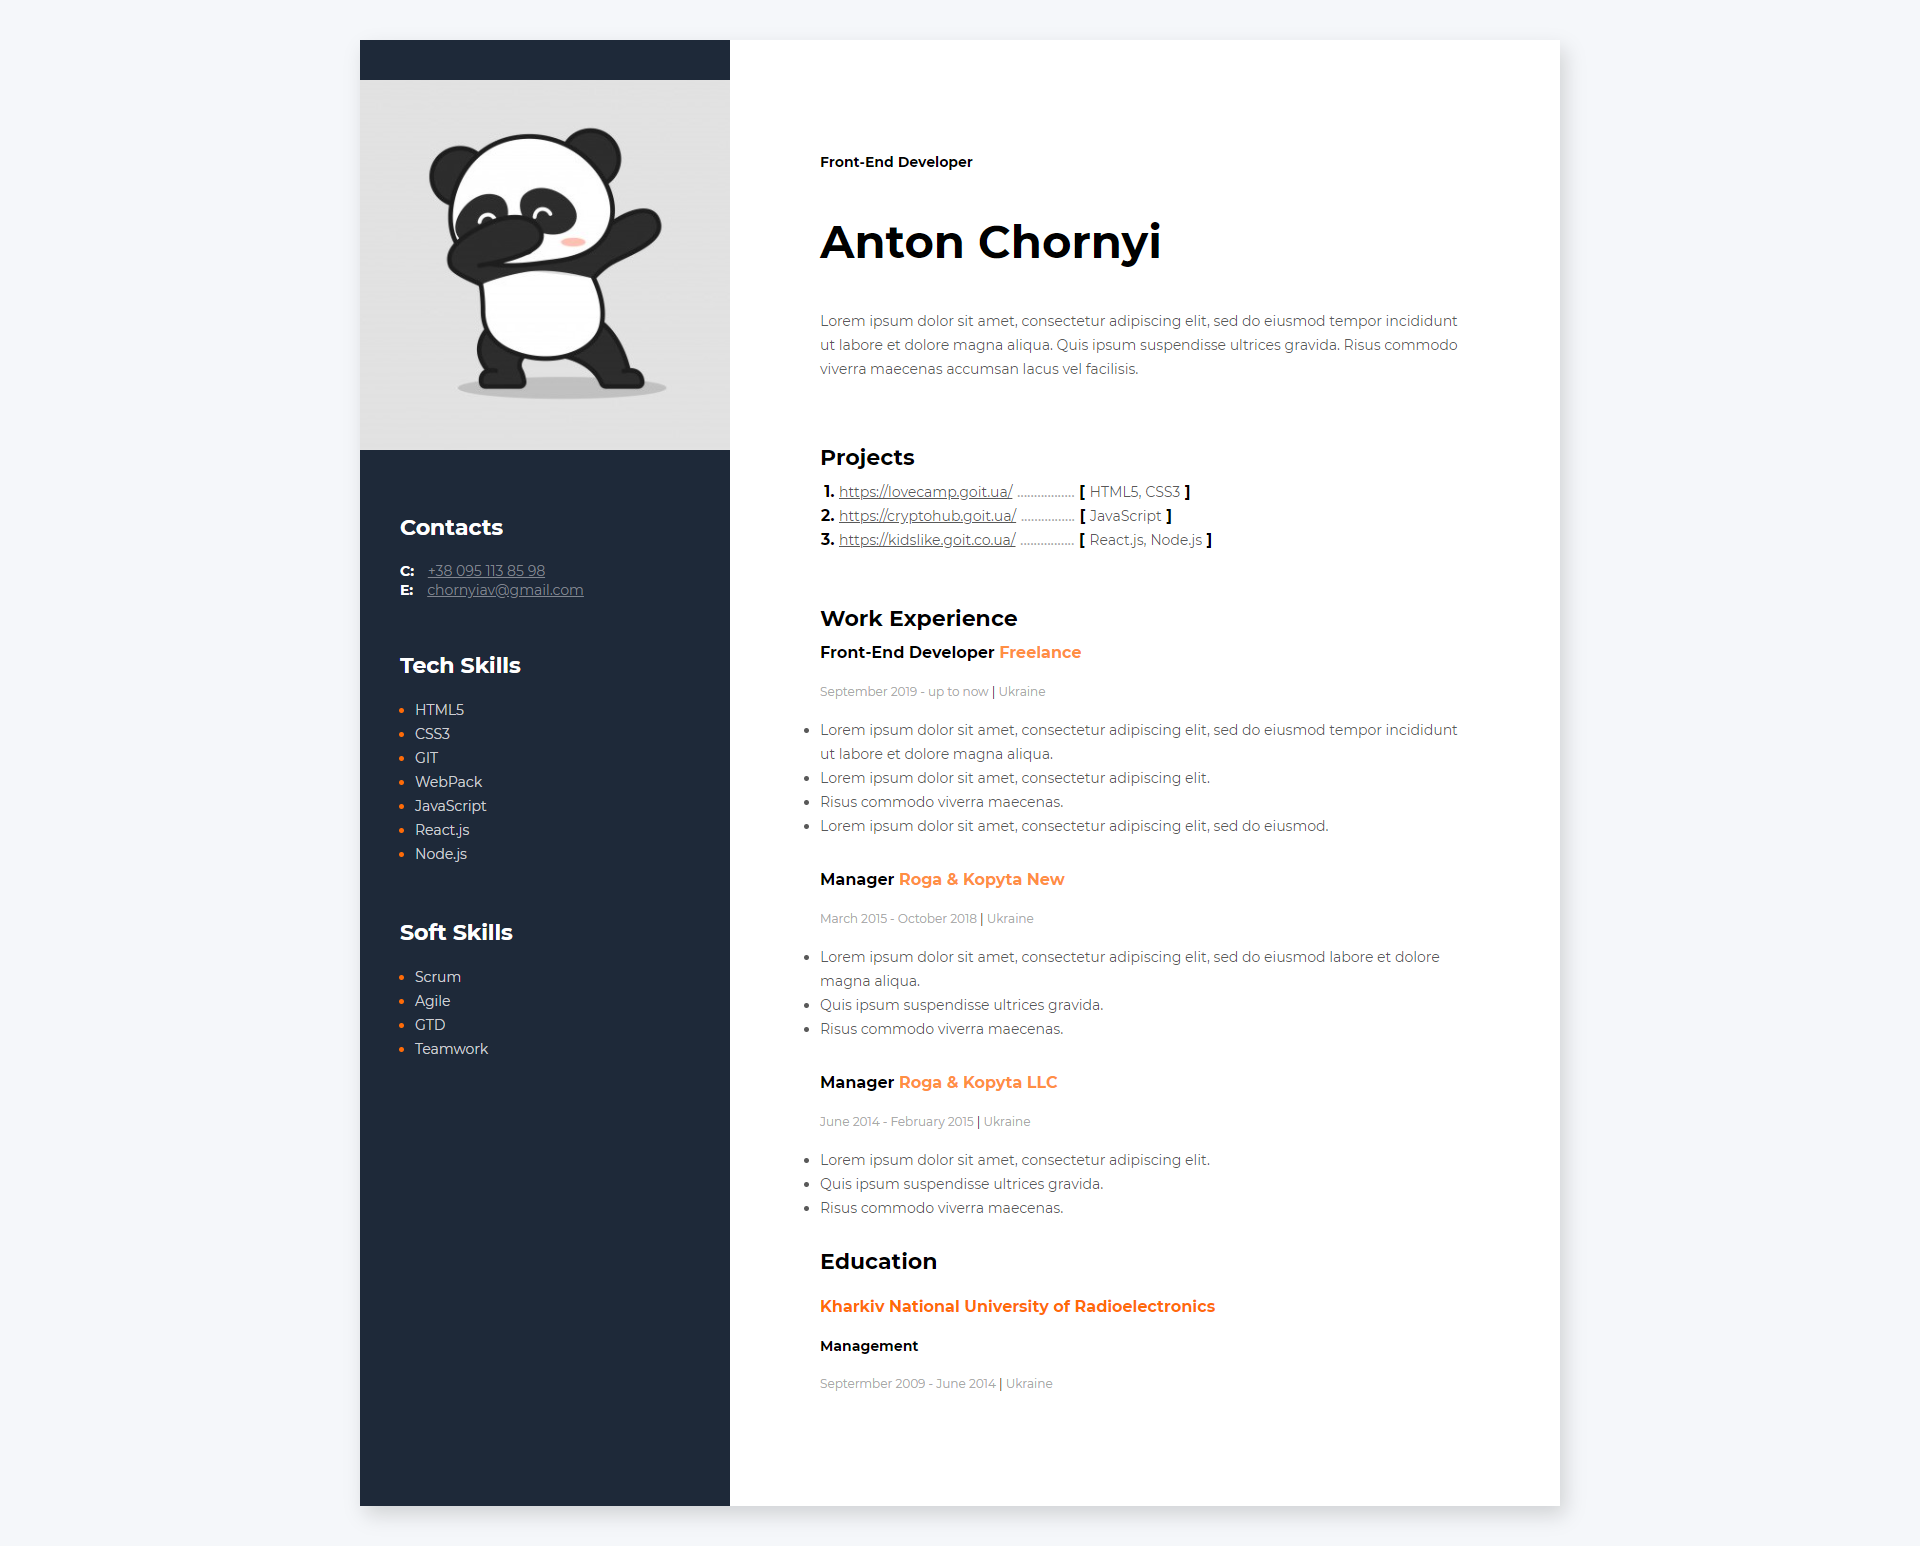 Contacts
C: +38 095 113 85 98
E: chornyiav@gmail.com
Tech Skills
HTML5
CSS3
GIT
WebPack
JavaScript
React.js
Node.js
Soft Skills
Scrum
Agile
GTD
Teamwork
Front-End Developer
Anton Chornyi
Lorem ipsum dolor sit amet, consectetur adipiscing elit, sed do eiusmod tempor incididunt
ut labore et dolore magna aliqua. Quis ipsum suspendisse ultrices gravida. Risus commodo
viverra maecenas accumsan lacus vel facilisis.
Projects
1. https://lovecamp.goit.ua/ ................. [ HTML5, CSS3 ]
2. https://cryptohub.goit.ua/ ................ [ JavaScript ]
3. https://kidslike.goit.co.ua/ ................ [ React.js, Node.js ]
Work Experience
Front-End Developer Freelance
September 2019 - up to now | Ukraine
Lorem ipsum dolor sit amet, consectetur adipiscing elit, sed do eiusmod tempor incididunt
ut labore et dolore magna aliqua.
Lorem ipsum dolor sit amet, consectetur adipiscing elit.
Risus commodo viverra maecenas.
Lorem ipsum dolor sit amet, consectetur adipiscing elit, sed do eiusmod.
Manager Roga & Kopyta New
March 2015 - October 2018 | Ukraine
Lorem ipsum dolor sit amet, consectetur adipiscing elit, sed do eiusmod labore et dolore
magna aliqua.
Quis ipsum suspendisse ultrices gravida.
Risus commodo viverra maecenas.
Manager Roga & Kopyta LLC
June 2014 - February 2015 | Ukraine
Lorem ipsum dolor sit amet, consectetur adipiscing elit.
Quis ipsum suspendisse ultrices gravida.
Risus commodo viverra maecenas.
Education
Kharkiv National University of Radioelectronics
Management
Septermber 2009 - June 2014 | Ukraine